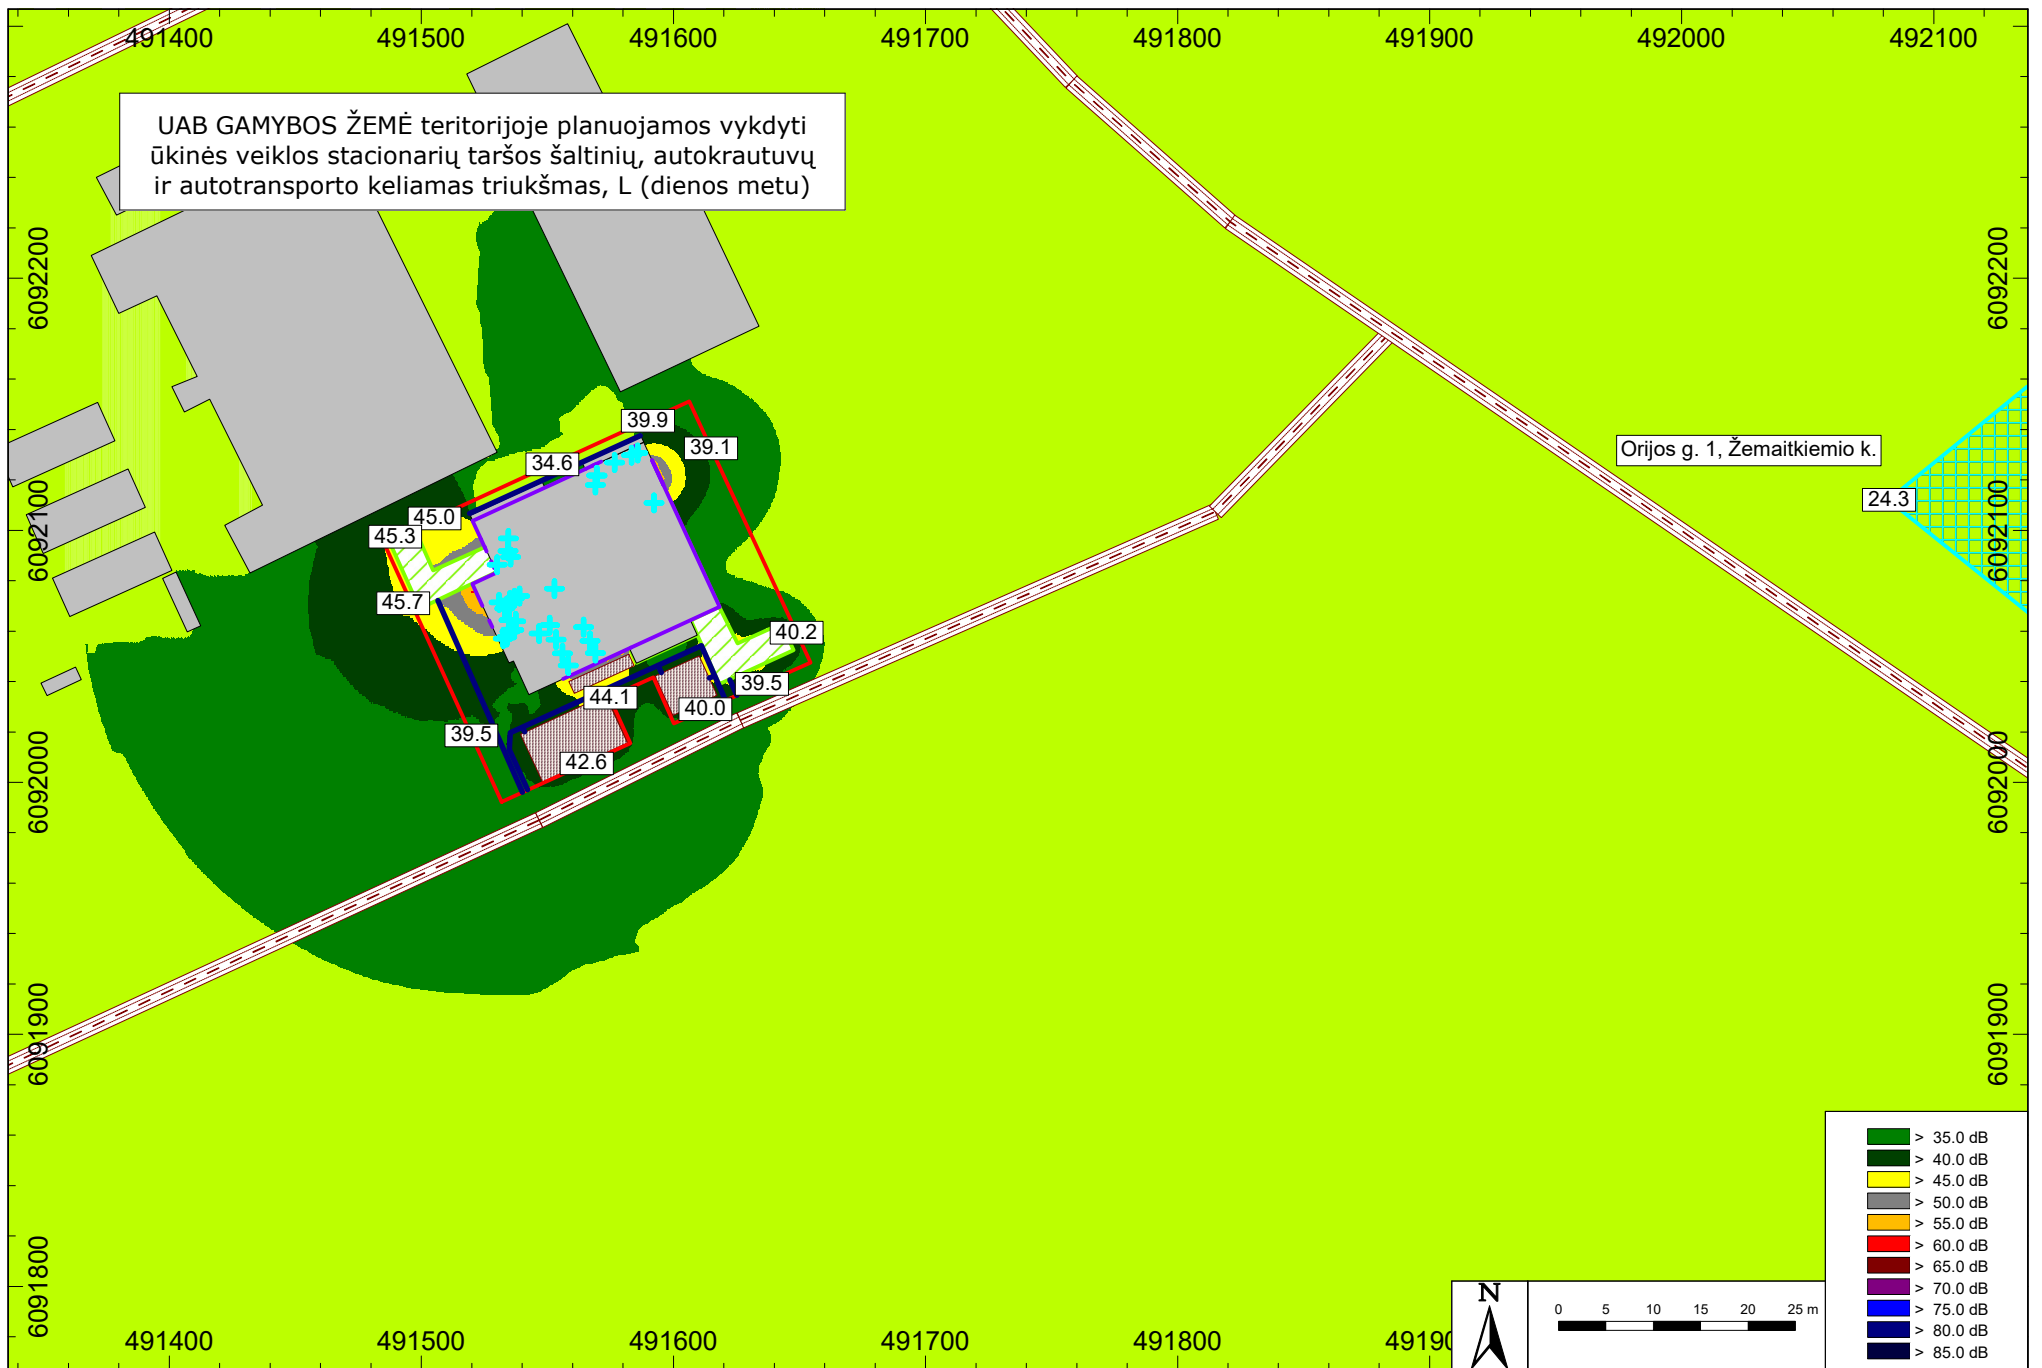 491400 491500 491600 491700 491800 491900 492000 492100
UAB GAMYBOS ŽEMĖ teritorijoje planuojamos vykdyti
ūkinės veiklos stacionarių taršos šaltinių, autokrautuvų
ir autotransporto keliamas triukšmas, L (dienos metu)
6092200
6092200
39.9
39.1
34.6
Orijos g. 1, Žemaitkiemio k.
24.3
45.0
45.3
6092100
6092100
45.7
40.2
39.5
44.1
40.0
39.5
42.6
6092000
6092000
6091900
6091900
6091800
> 35.0 dB
> 40.0 dB
> 45.0 dB
> 50.0 dB
> 55.0 dB
> 60.0 dB
> 65.0 dB
> 70.0 dB
> 75.0 dB
> 80.0 dB
> 85.0 dB
N
0 5 10 15 20 25 m
491400 491500 491600 491700 491800